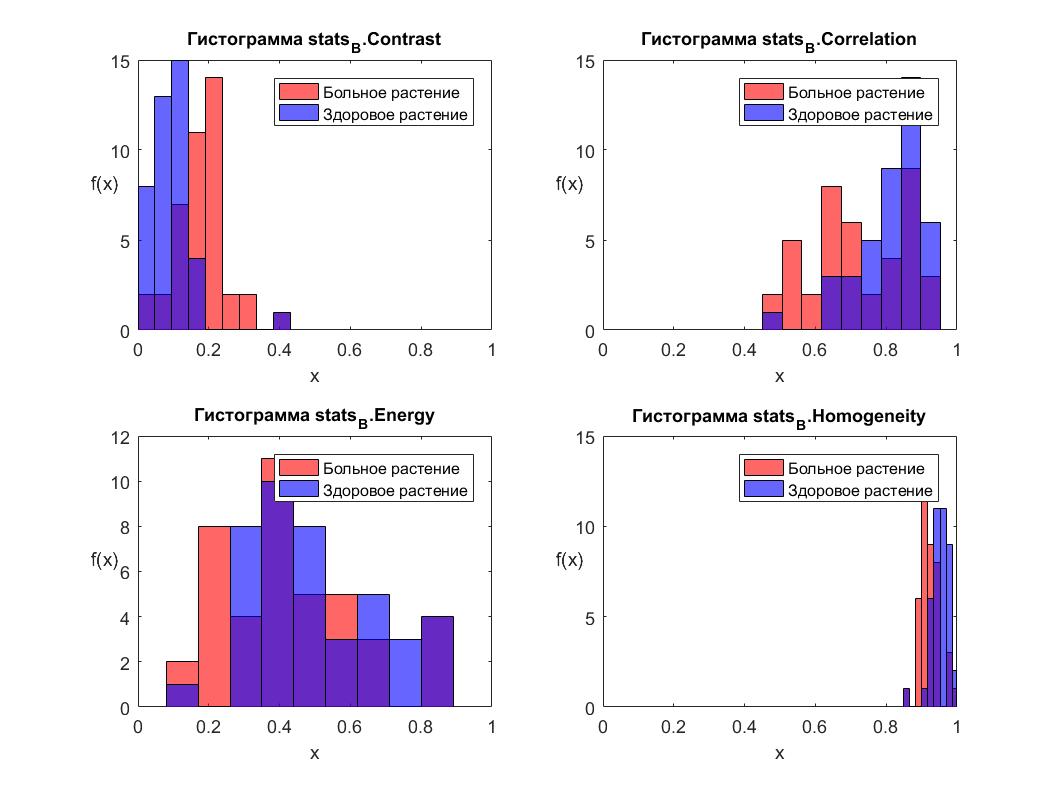 Гистограмма stats_B.Contrast
15
10
5
0
f(x)
Больное растение
Здоровое растение
0 0.2 0.4 0.6 0.8 1
x
Гистограмма stats_B.Correlation
15
10
5
0
f(x)
Больное растение
Здоровое растение
0 0.2 0.4 0.6 0.8 1
x
Гистограмма stats_B.Energy
12
10
8
6
4
2
0
f(x)
Больное растение
Здоровое растение
0 0.2 0.4 0.6 0.8 1
x
Гистограмма stats_B.Homogeneity
15
10
5
0
f(x)
Больное растение
Здоровое растение
0 0.2 0.4 0.6 0.8 1
x